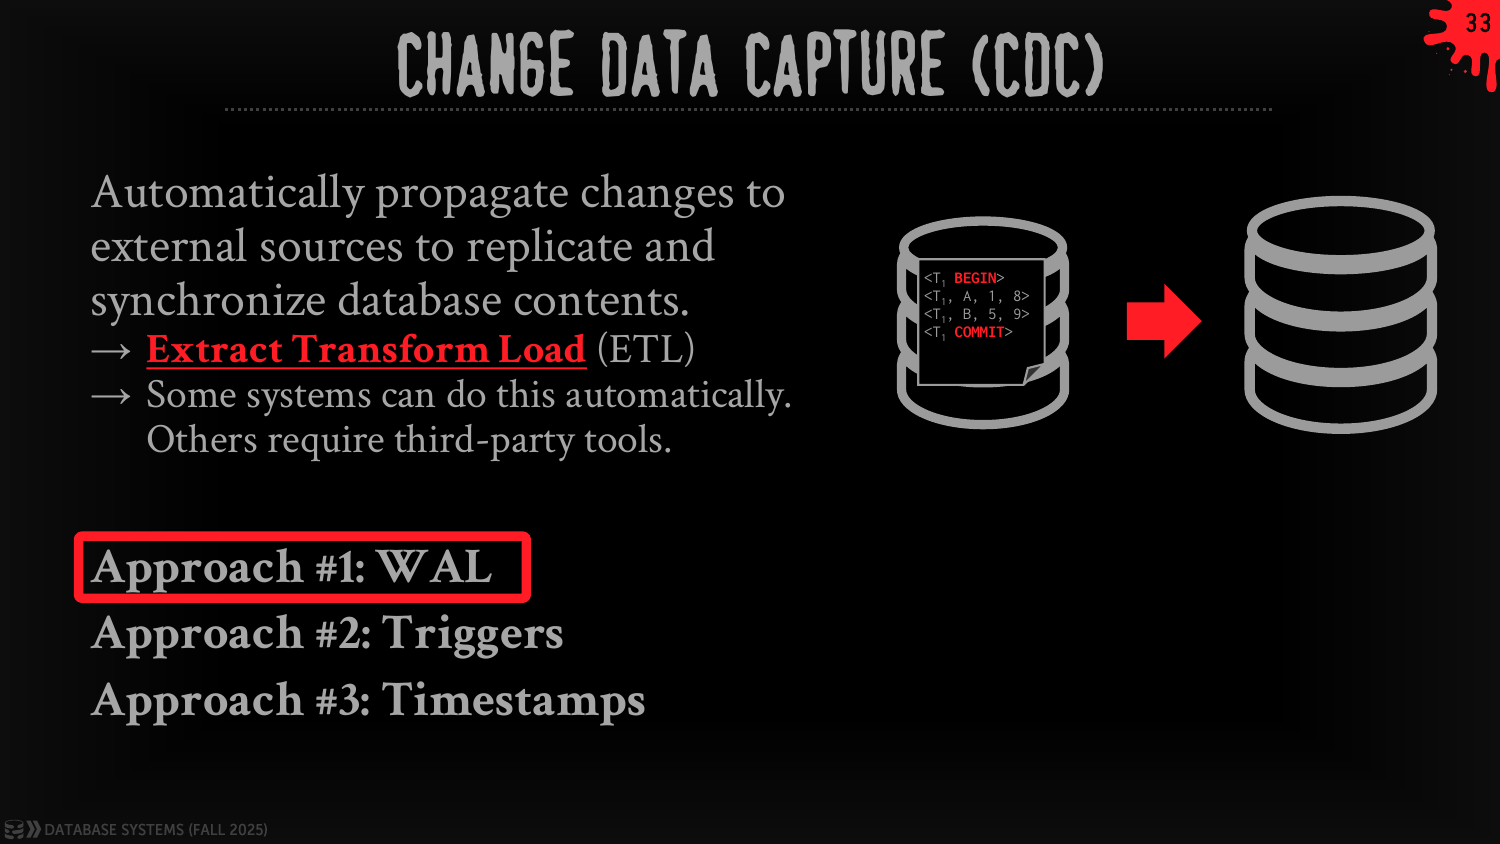 33
CHANGE DATA CAPTURE (CDC)
Automatically propagate changes to
external sources to replicate and
synchronize database contents.
→ Extract Transform Load (ETL)
→ Some systems can do this automatically.
Others require third-party tools.
<T1 BEGIN>
<T1, A, 1, 8>
<T1, B, 5, 9>
<T1 COMMIT>
Approach #1: WAL
Approach #2: Triggers
Approach #3: Timestamps
DATABASE SYSTEMS (FALL 2025)